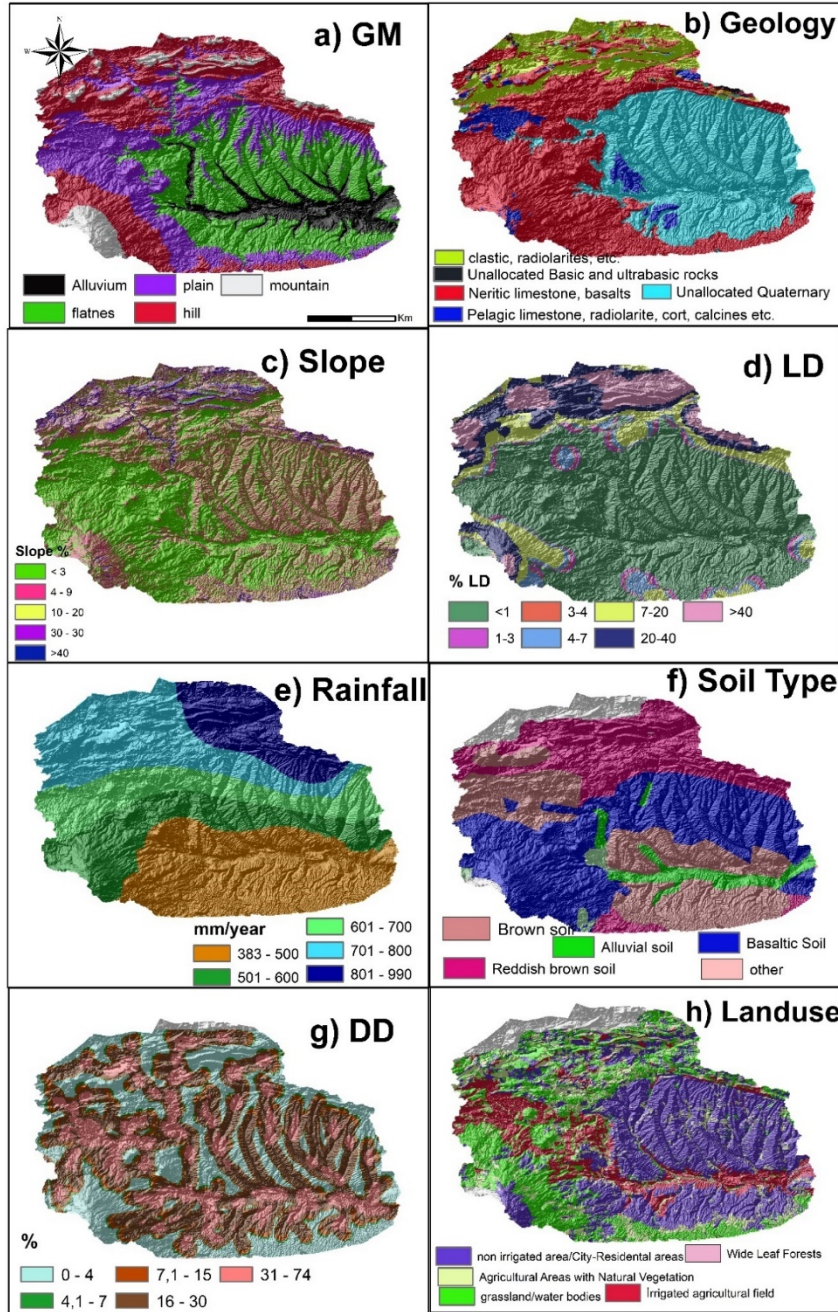 a) GM
N
W
E
S
Alluvium plain mountain
flatnes hill Km
b) Geology
clastic, radiolarites, etc.
Unallocated Basic and ultrabasic rocks
Neritic limestone, basalts Unallocated Quaternary
Pelagic limestone, radiolarite, cort, calcines etc.
c) Slope
Slope %
< 3
4 - 9
10 - 20
30 - 30
>40
d) LD
% LD
<1 3-4 7-20 >40
1-3 4-7 20-40
e) Rainfall
mm/year
383 - 500
501 - 600
601 - 700
701 - 800
801 - 990
f) Soil Type
Brown soil
Alluvial soil Basaltic Soil
Reddish brown soil other
g) DD
%
0 - 4 7,1 - 15 31 - 74
4,1 - 7 16 - 30
h) Landuse
non irrigated area/City-Residental areas Wide Leaf Forests
Agricultural Areas with Natural Vegetation
grassland/water bodies Irrigated agricultural field